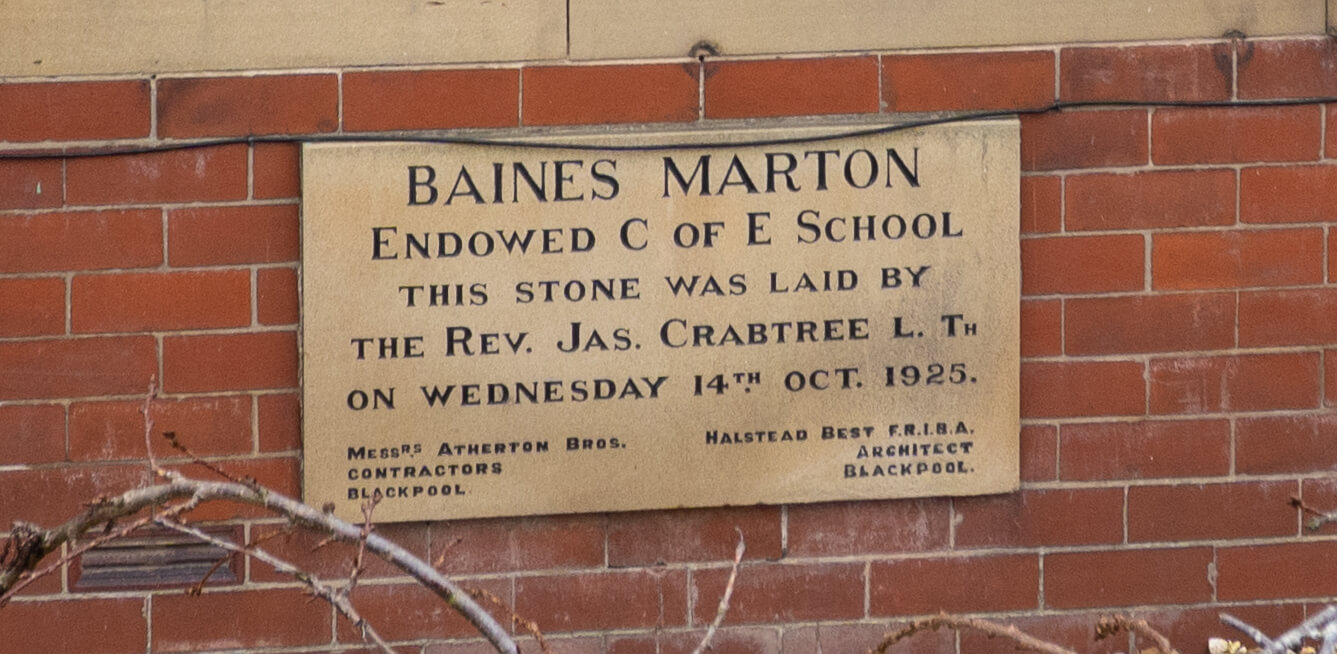 BAINES MARTON
ENDOWED C OF E SCHOOL
THIS STONE WAS LAID BY
THE REV. JAS. CRABTREE L. TH
ON WEDNESDAY 14TH OCT. 1925.
MESSRS ATHERTON BROS.
CONTRACTORS
BLACKPOOL.
HALSTEAD BEST F.R.I.B.A.
ARCHITECT
BLACKPOOL.